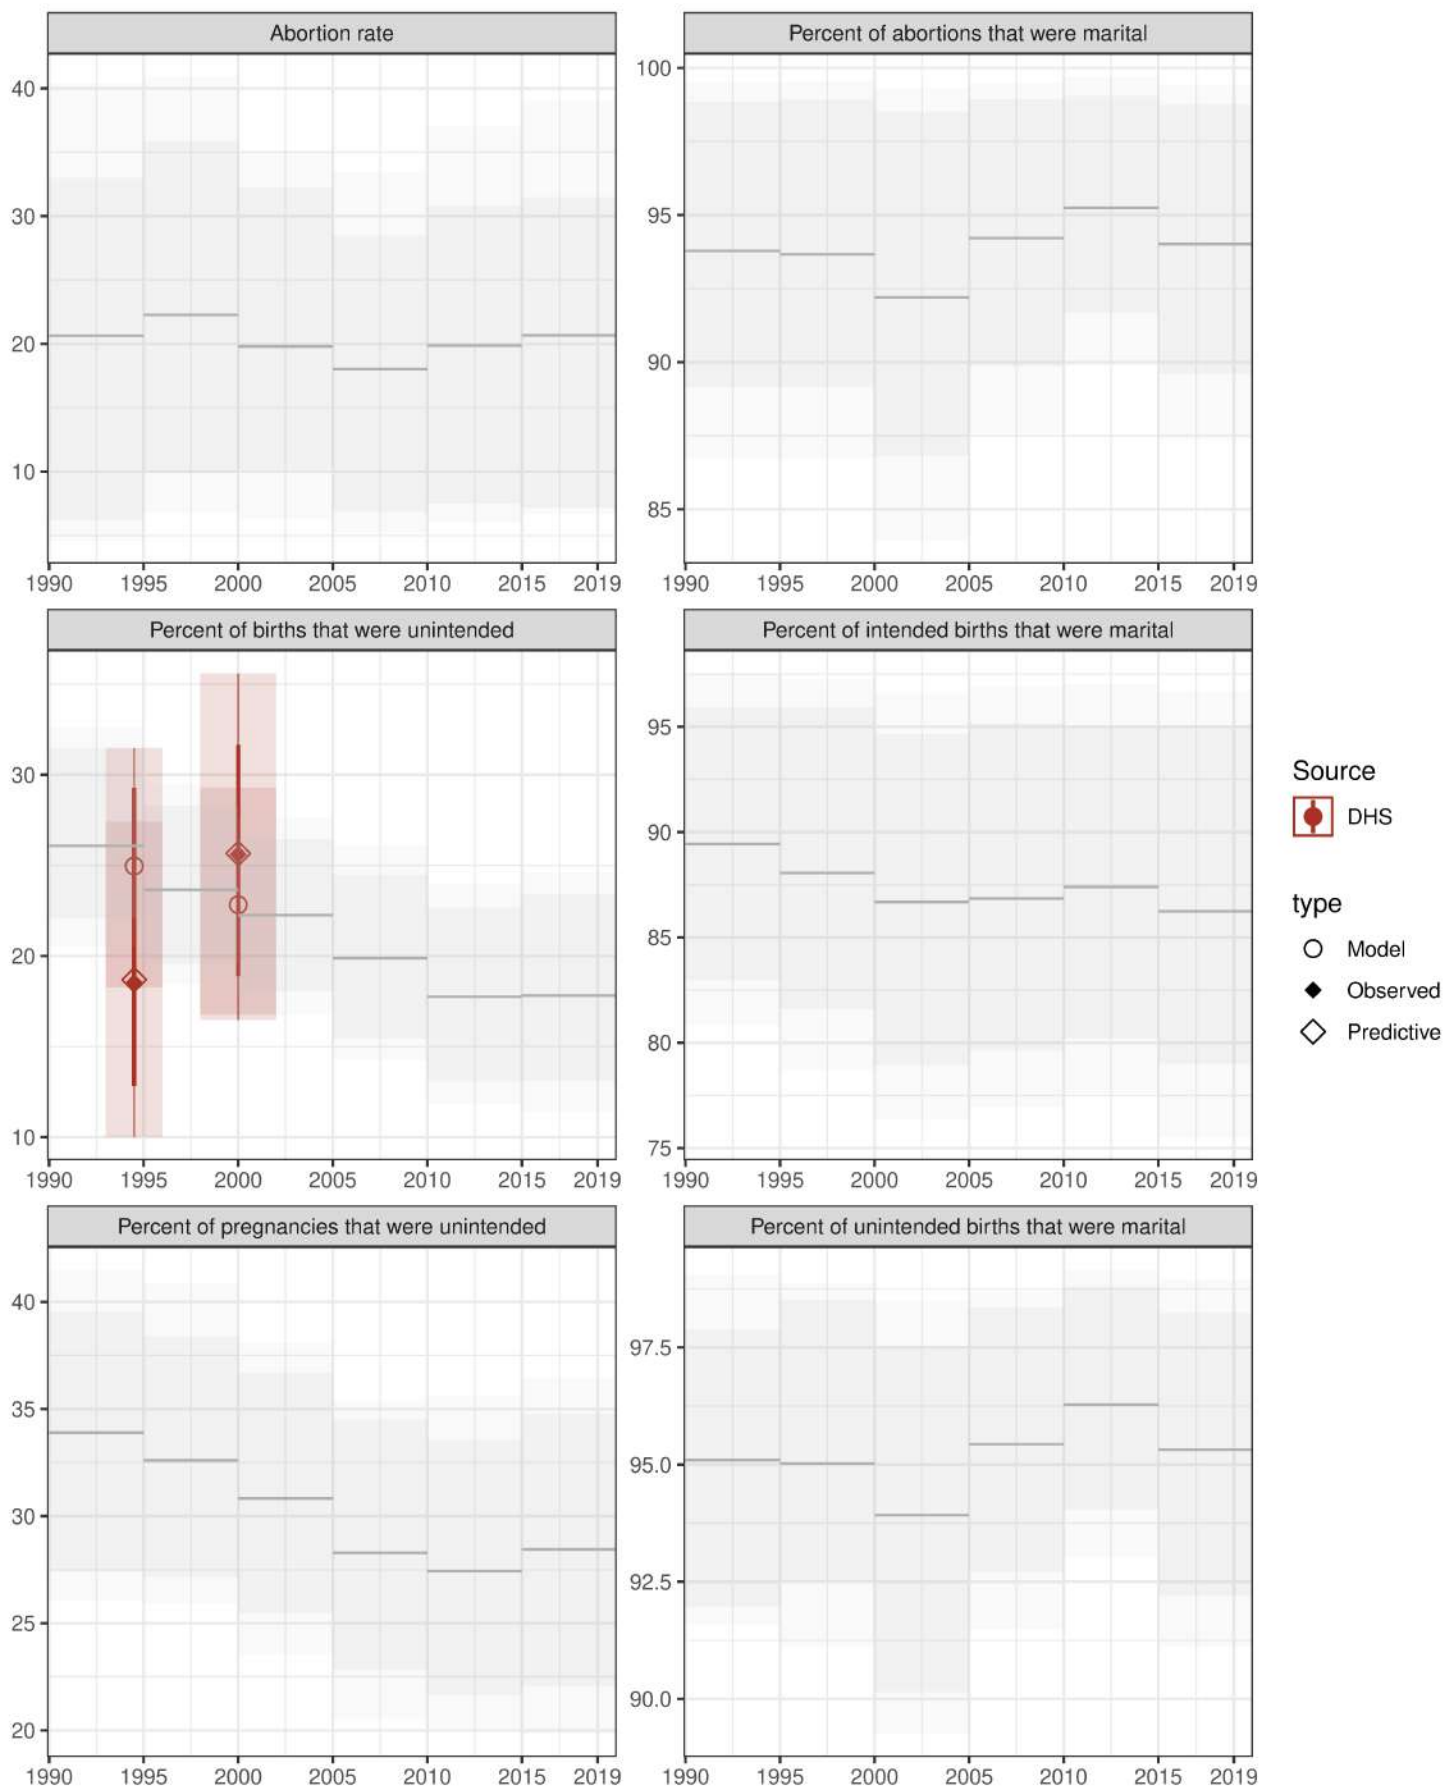 Abortion rate
40
30
20
10
1990 1995 2000 2005 2010 2015 2019
Percent of abortions that were marital
100
95
90
85
1990 1995 2000 2005 2010 2015 2019
Percent of births that were unintended
30
20
10
1990 1995 2000 2005 2010 2015 2019
Percent of intended births that were marital
95
90
85
80
75
1990 1995 2000 2005 2010 2015 2019
Percent of pregnancies that were unintended
40
35
30
25
20
1990 1995 2000 2005 2010 2015 2019
Percent of unintended births that were marital
97.5
95.0
92.5
90.0
1990 1995 2000 2005 2010 2015 2019
Source
DHS
type
Model
Observed
Predictive